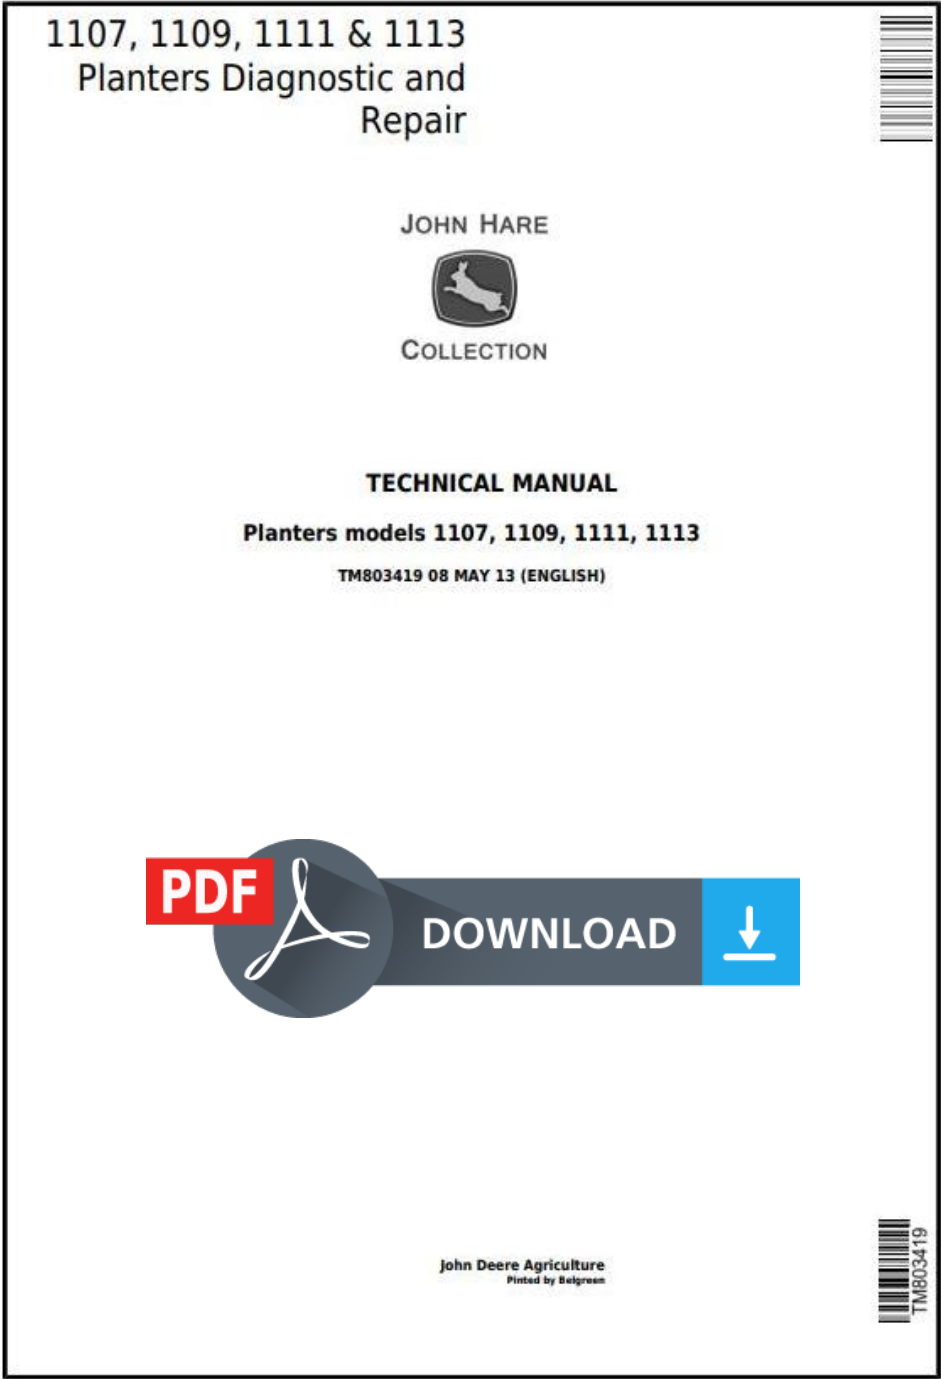 1107, 1109, 1111 & 1113
Planters Diagnostic and
Repair
JOHN HARE
COLLECTION
TECHNICAL MANUAL
Planters models 1107, 1109, 1111, 1113
TM803419 08 MAY 13 (ENGLISH)
PDF
DOWNLOAD
John Deere Agriculture
Pinted by Belgreen
TM803419